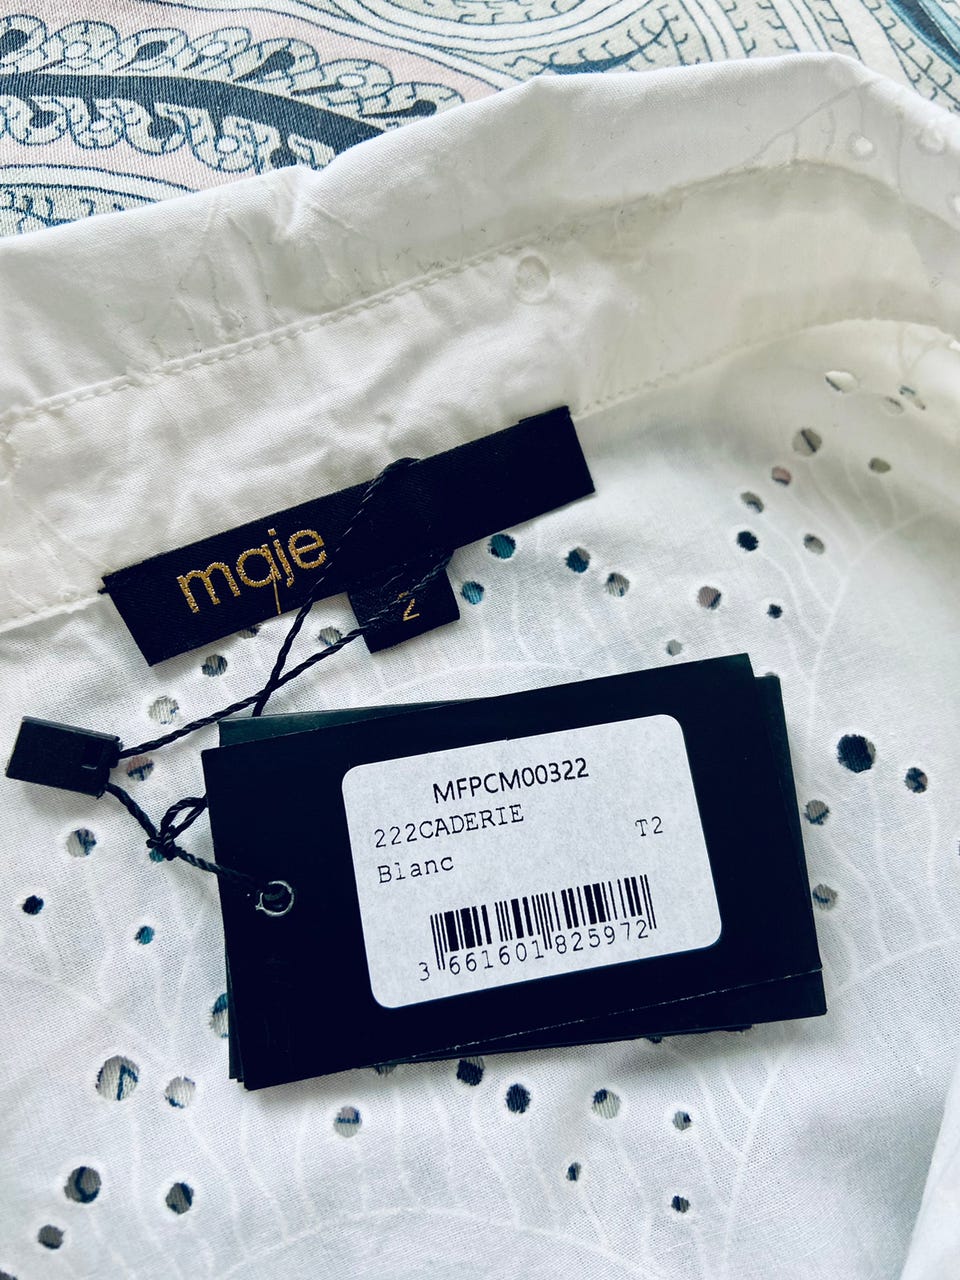 maje
2
MFPCM00322
222CADERIE
T2
Blanc
3 661601 825972